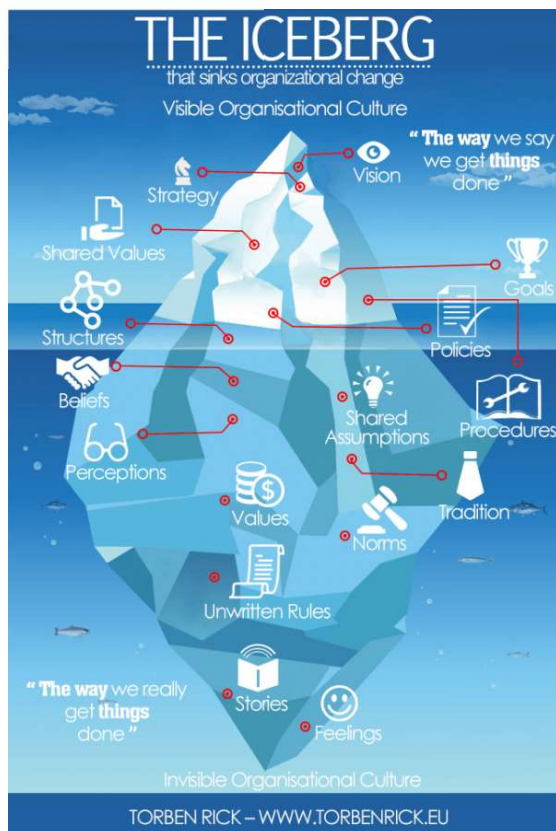 THE ICEBERG
that sinks organizational change
Visible Organisational Culture
" The way we say
we get things
done "
Vision
Strategy
Shared Values
Goals
Structures
Policies
Beliefs
Shared
Assumptions
Procedures
Perceptions
Tradition
Values
Norms
Unwritten Rules
Stories
" The way we really
get things
done "
Feelings
Invisible Organisational Culture
TORBEN RICK – WWW.TORBENRICK.EU